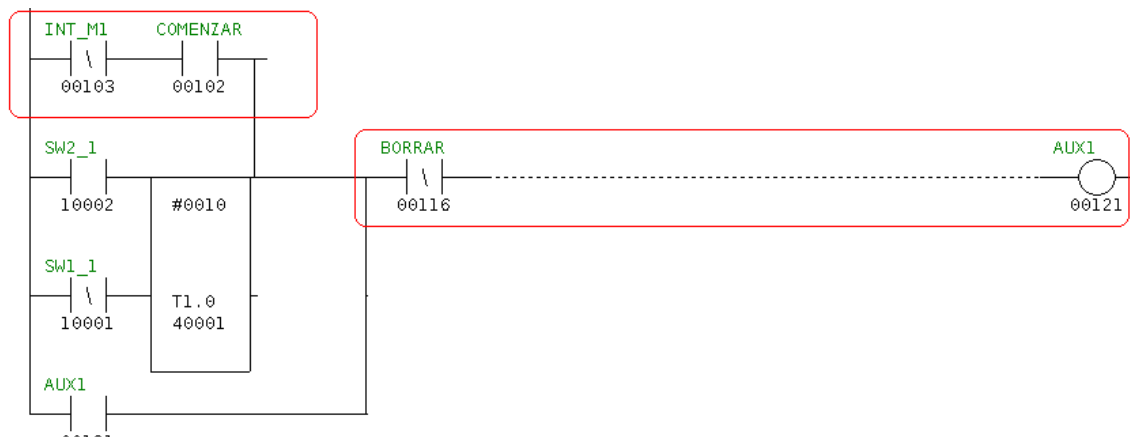 INT_M1 COMENZAR
00103 00102
SW2_1 BORRAR AUX1
10002 #0010 00116 00121
SW1_1
T1.0
10001 40001
AUX1